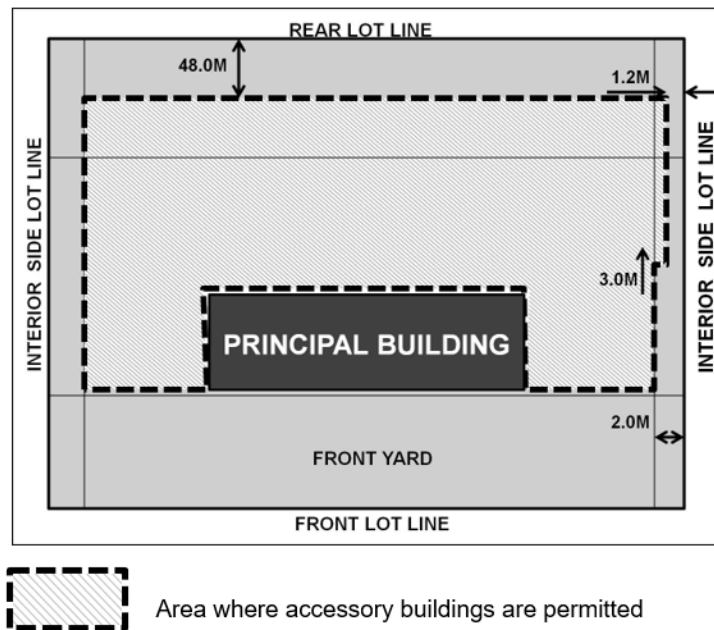 REAR LOT LINE
48.0M
1.2M
INTERIOR SIDE LOT LINE
INTERIOR SIDE LOT LINE
3.0M
PRINCIPAL BUILDING
2.0M
FRONT YARD
FRONT LOT LINE
Area where accessory buildings are permitted